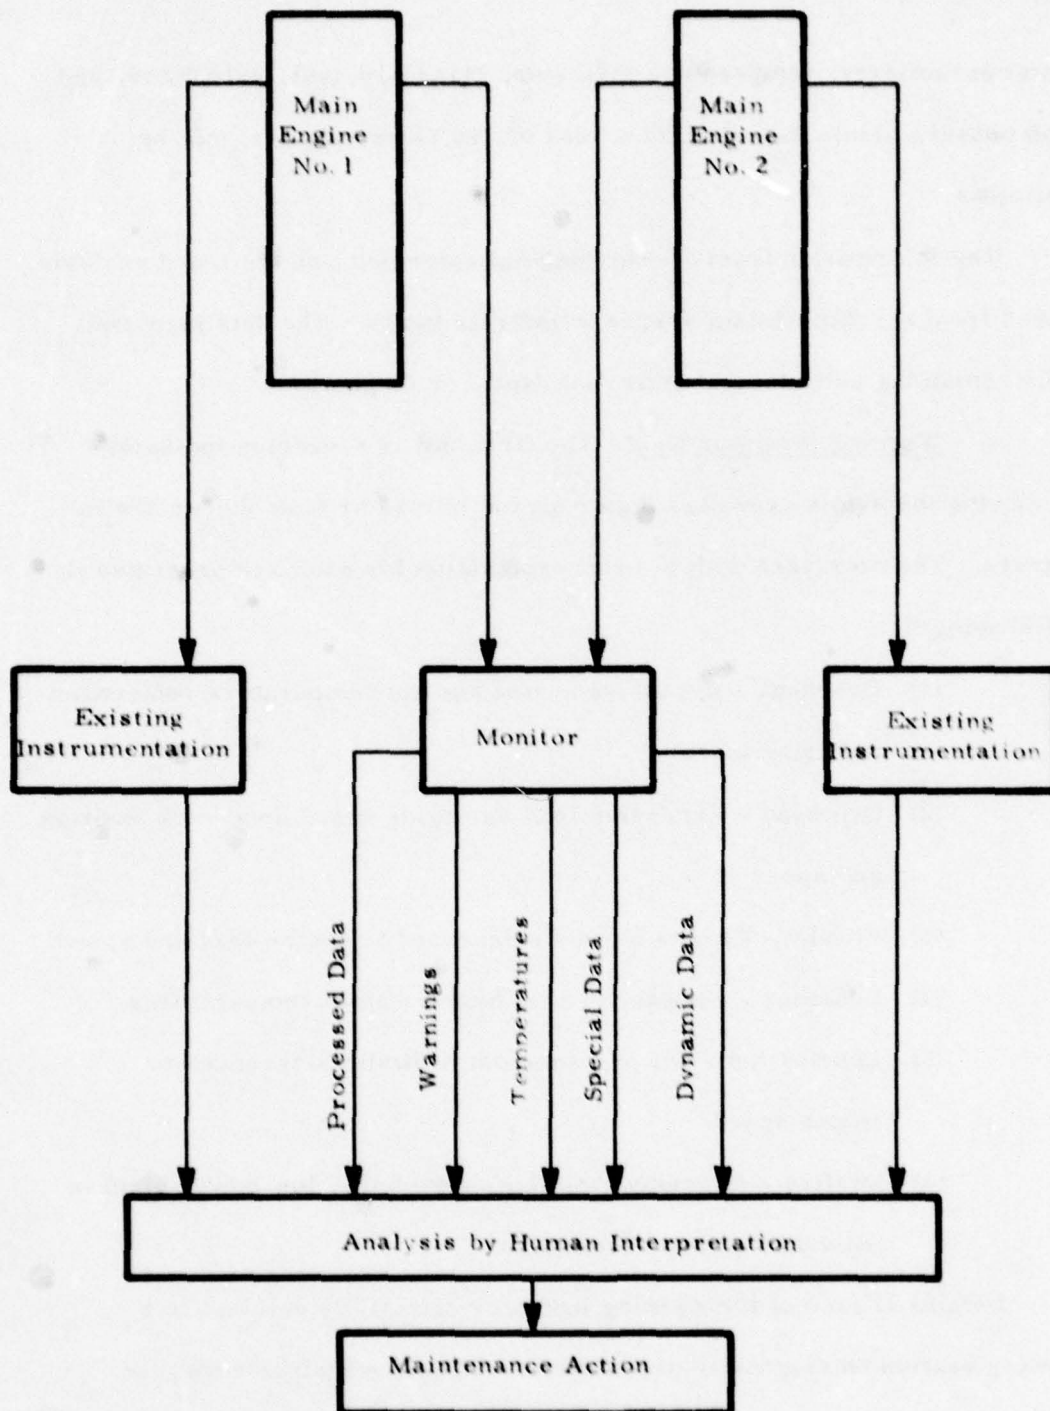 Main
Engine
No. 1
Main
Engine
No. 2
Existing
Instrumentation
Monitor
Existing
Instrumentation
Processed Data
Warnings
Temperatures
Special Data
Dynamic Data
Analysis by Human Interpretation
Maintenance Action